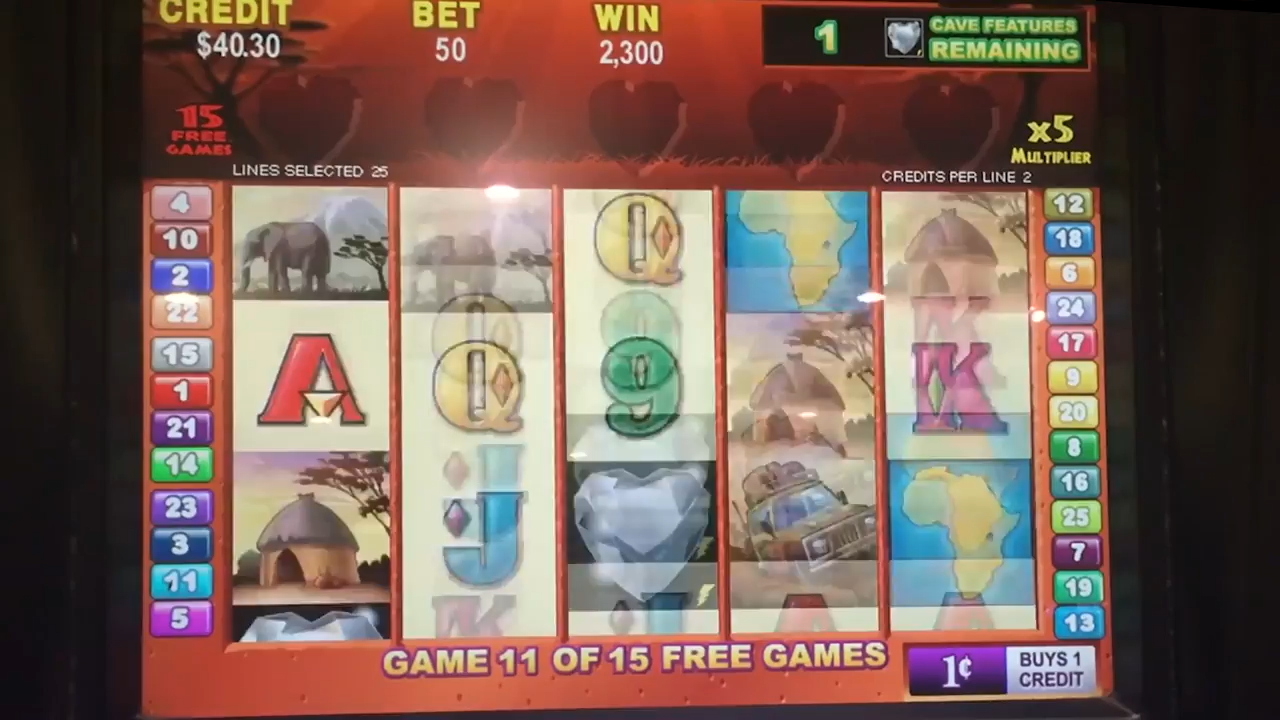 CREDIT
$40.30
BET
50
WIN
2,300
1
CAVE FEATURES
REMAINING
15
FREE
GAMES
x5
MULTIPLIER
LINES SELECTED 25
CREDITS PER LINE 2
4
10
2
22
15
1
21
14
23
3
11
5
A
Q
J
K
Q
9
J
A
K
A
12
18
6
24
17
9
20
8
16
25
7
19
13
GAME 11 OF 15 FREE GAMES
1¢
BUYS 1
CREDIT